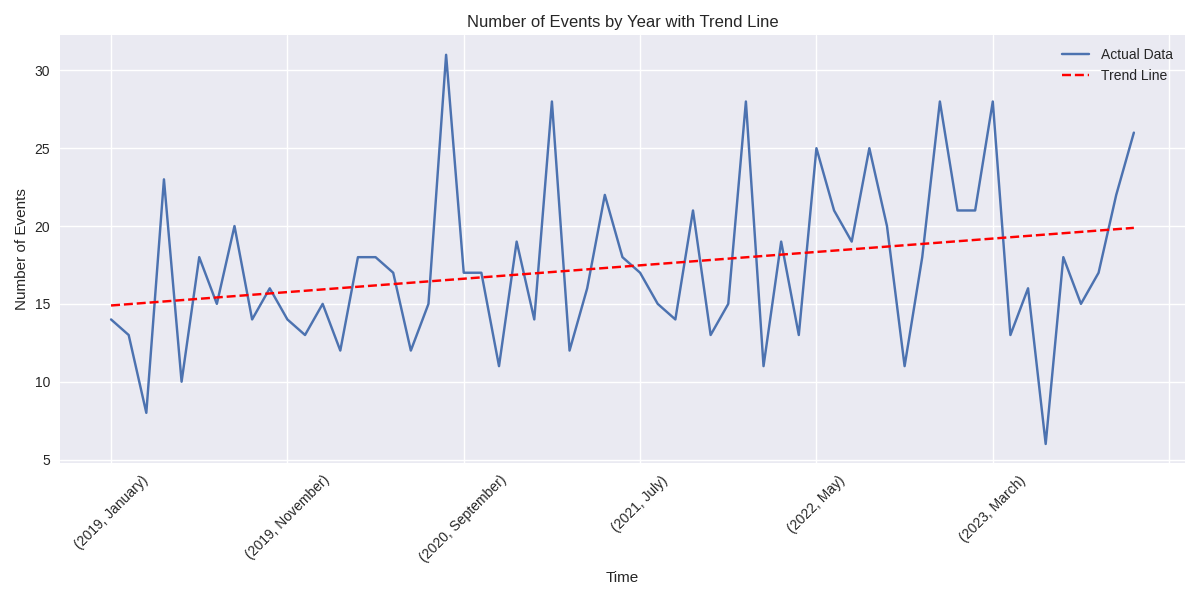 Number of Events by Year with Trend Line
Actual Data
Trend Line
Number of Events
30
25
20
15
10
5
(2019, January)
(2019, November)
(2020, September)
(2021, July)
(2022, May)
(2023, March)
Time